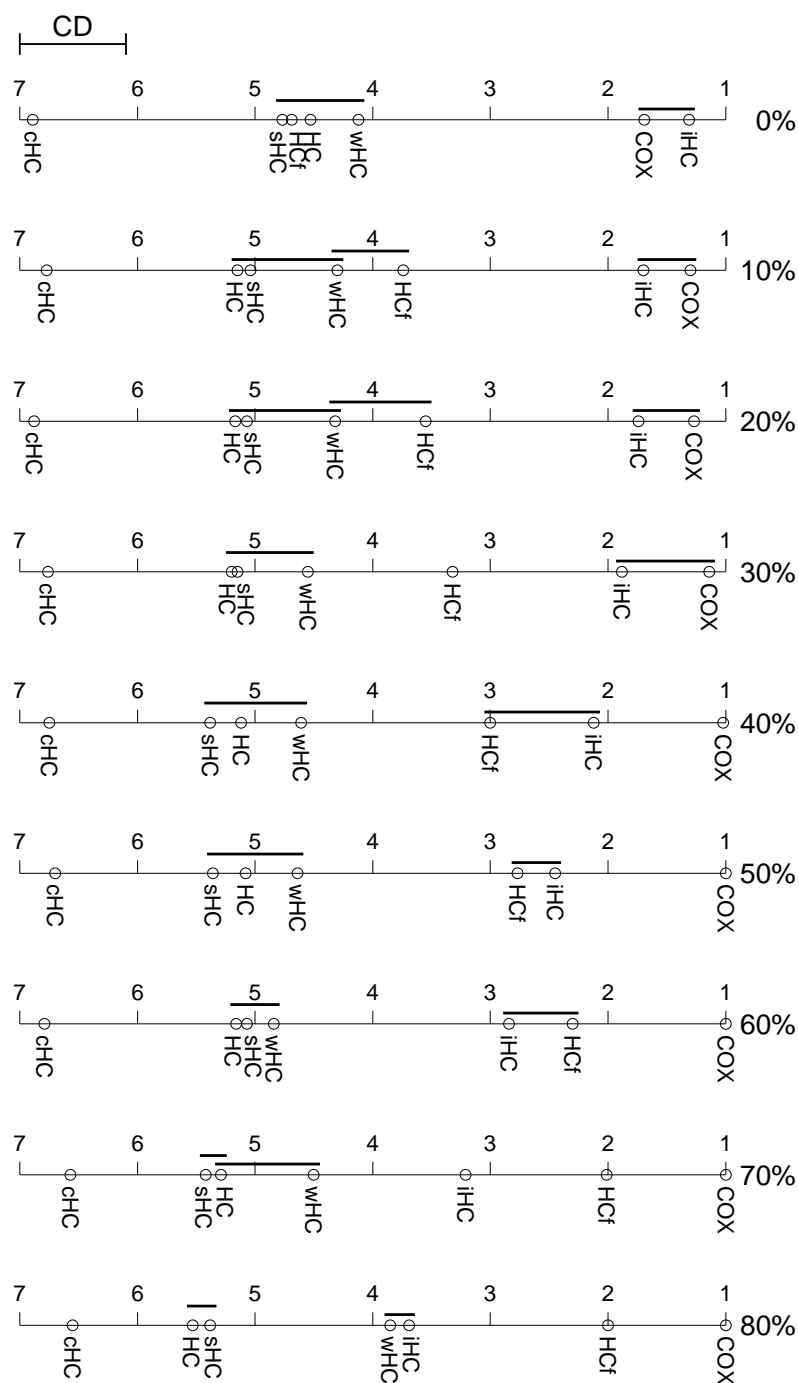 CD
7 6 5 4 3 2 1
0%
cHC sHC HCf HC wHC COX iHC
7 6 5 4 3 2 1
10%
cHC HC sHC wHC HCf iHC COX
7 6 5 4 3 2 1
20%
cHC HC sHC wHC HCf iHC COX
7 6 5 4 3 2 1
30%
cHC HC sHC wHC HCf iHC COX
7 6 5 4 3 2 1
40%
cHC sHC HC wHC HCf iHC COX
7 6 5 4 3 2 1
50%
cHC sHC HC wHC HCf iHC COX
7 6 5 4 3 2 1
60%
cHC HC sHC wHC iHC HCf COX
7 6 5 4 3 2 1
70%
cHC sHC HC wHC iHC HCf COX
7 6 5 4 3 2 1
80%
cHC HC sHC wHC iHC HCf COX